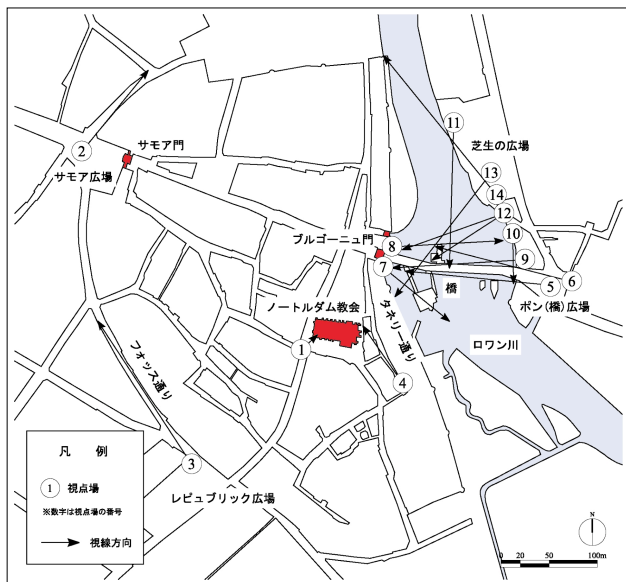 11
芝生の広場
2
サモア門
13
サモア広場
14
12
10
ブルゴーニュ門
8
9
7
6
5
橋
ポン(橋)広場
ノートルダム教会
タネリー通り
ロワン川
1
フォッス通り
4
凡 例
1 視点場
※数字は視点場の番号
視線方向
3
レピュブリック広場
N
0 20 50 100m